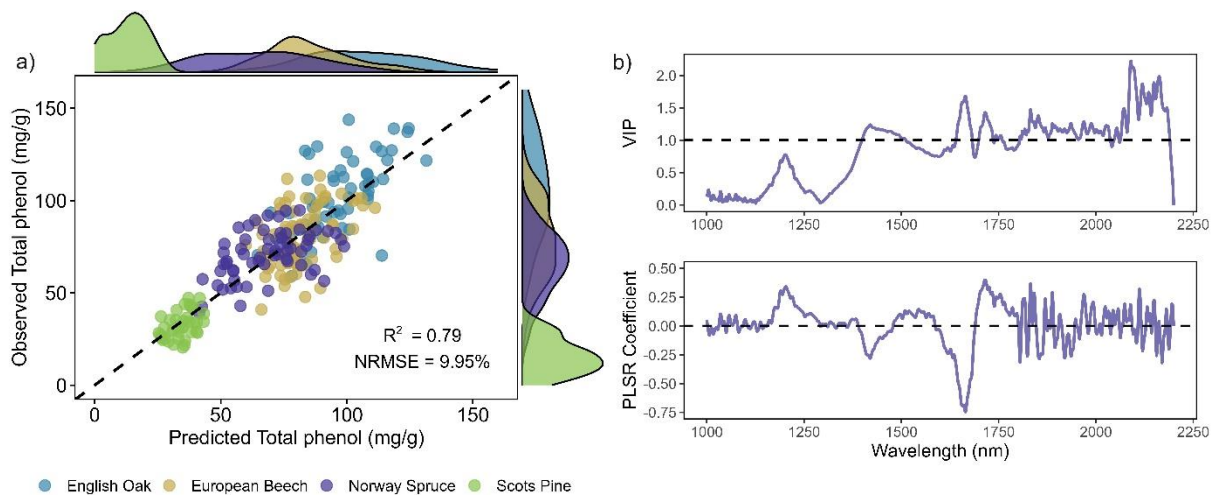 a)
Observed Total phenol (mg/g)
150
100
50
0
R² = 0.79
NRMSE = 9.95%
0 50 100 150
Predicted Total phenol (mg/g)
English Oak European Beech Norway Spruce Scots Pine
b)
VIP
2.0
1.5
1.0
0.5
0.0
1000 1250 1500 1750 2000 2250
PLSR Coefficient
0.50
0.25
0.00
-0.25
-0.50
-0.75
1000 1250 1500 1750 2000 2250
Wavelength (nm)